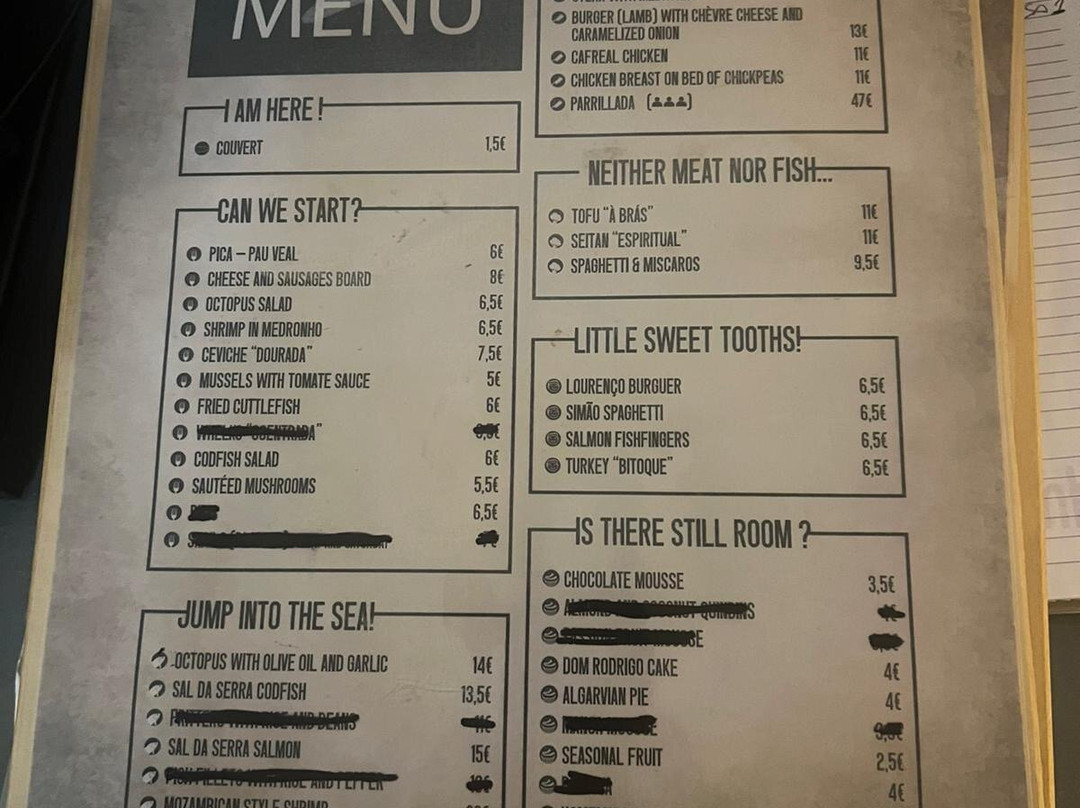 MENU
I AM HERE!
COUVERT 1,5€
CAN WE START?
PICA – PAU VEAL 6€
CHEESE AND SAUSAGES BOARD 8€
OCTOPUS SALAD 6,5€
SHRIMP IN MEDRONHO 6,5€
CEVICHE "DOURADA" 7,5€
MUSSELS WITH TOMATE SAUCE 5€
FRIED CUTTLEFISH 6€
CODFISH SALAD 6€
SAUTÉED MUSHROOMS 5,5€
6,5€
JUMP INTO THE SEA!
OCTOPUS WITH OLIVE OIL AND GARLIC 14€
SAL DA SERRA CODFISH 13,5€
RICE AND BEANS
SAL DA SERRA SALMON 15€
AND PEPPER
MOZAMBICAN STYLE SHRIMP
BURGER (LAMB) WITH CHÈVRE CHEESE AND
CARAMELIZED ONION 13€
CAFREAL CHICKEN 11€
CHICKEN BREAST ON BED OF CHICKPEAS 11€
PARRILLADA 47€
NEITHER MEAT NOR FISH...
TOFU "À BRÁS" 11€
SEITAN "ESPIRITUAL" 11€
SPAGHETTI & MISCAROS 9,5€
LITTLE SWEET TOOTHS!
LOURENÇO BURGUER 6,5€
SIMÃO SPAGHETTI 6,5€
SALMON FISHFINGERS 6,5€
TURKEY "BITOQUE" 6,5€
IS THERE STILL ROOM ?
CHOCOLATE MOUSSE 3,5€
COCONUT QUINDINS
DOM RODRIGO CAKE 4€
ALGARVIAN PIE 4€
SEASONAL FRUIT 2,5€
4€